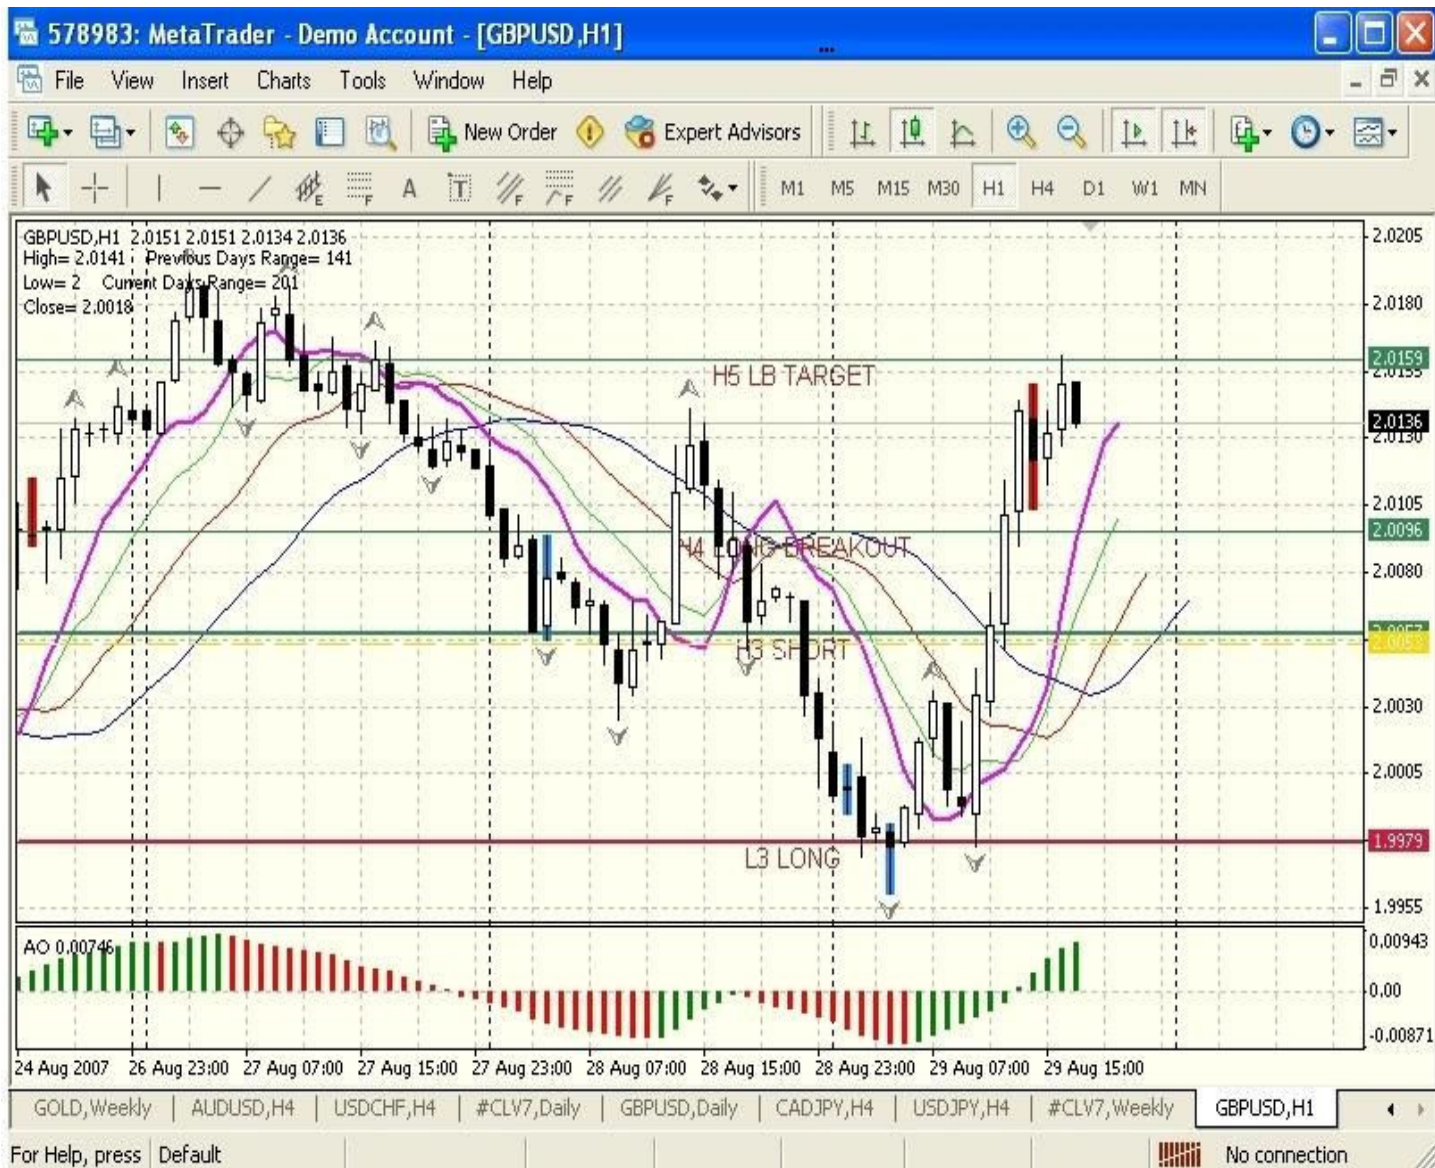 578983: MetaTrader - Demo Account - [GBPUSD,H1]
...
File View Insert Charts Tools Window Help
New Order Expert Advisors
A T M1 M5 M15 M30 H1 H4 D1 W1 MN
GBPUSD,H1 2.0151 2.0151 2.0134 2.0136
High= 2.0141 Previous Days Range= 141
Low= 2 Current Days Range= 201
Close= 2.0018
2.0205
2.0180
2.0159
H5 LB TARGET
2.0155
2.0136
2.0130
2.0105
2.0096
H4 LONG BREAKOUT
2.0080
2.0057
2.0053
H3 SHORT
2.0030
2.0005
1.9979
L3 LONG
1.9955
AO 0.00746
0.00943
0.00
-0.00871
24 Aug 2007 26 Aug 23:00 27 Aug 07:00 27 Aug 15:00 27 Aug 23:00 28 Aug 07:00 28 Aug 15:00 28 Aug 23:00 29 Aug 07:00 29 Aug 15:00
GOLD,Weekly AUDUSD,H4 USDCHF,H4 #CLV7,Daily GBPUSD,Daily CADJPY,H4 USDJPY,H4 #CLV7,Weekly GBPUSD,H1
For Help, press Default No connection